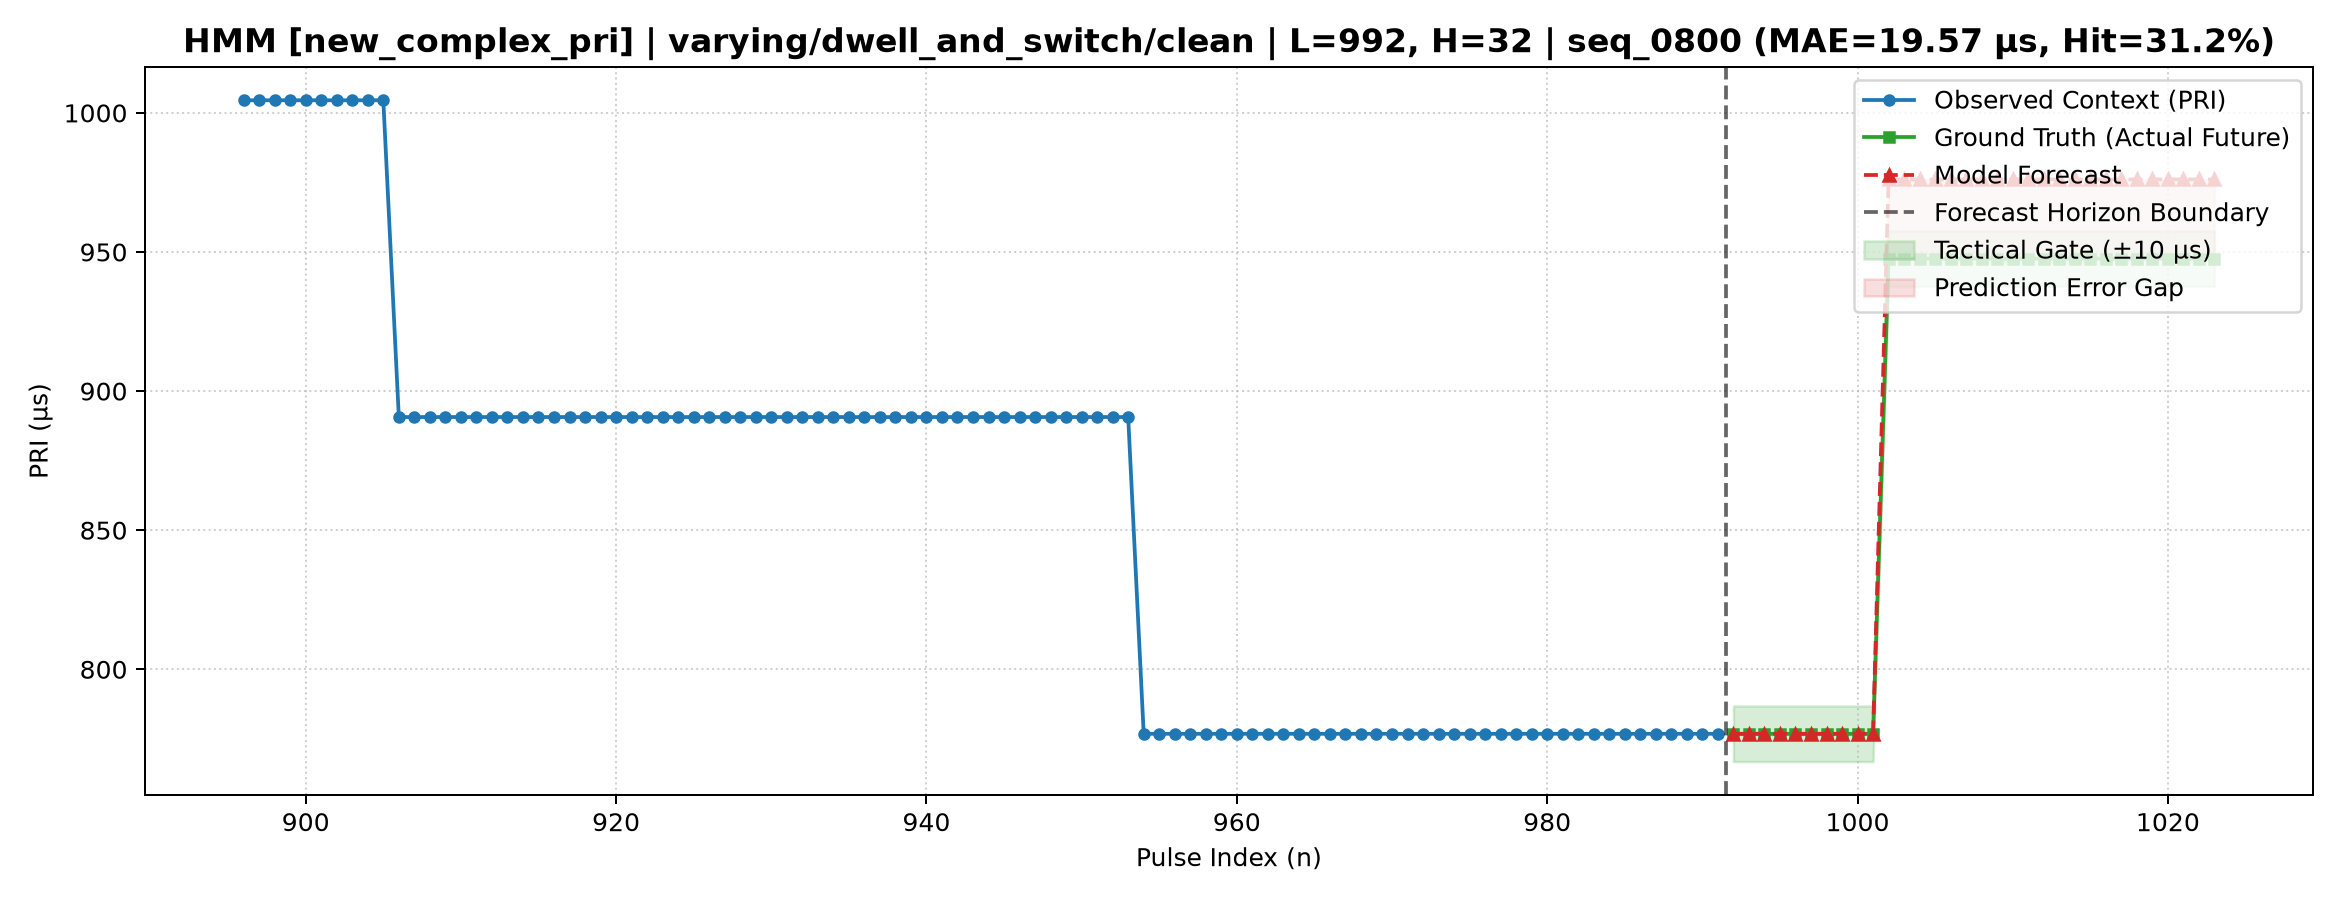 HMM [new_complex_pri] | varying/dwell_and_switch/clean | L=992, H=32 | seq_0800 (MAE=19.57 µs, Hit=31.2%)
Observed Context (PRI)
Ground Truth (Actual Future)
Model Forecast
Forecast Horizon Boundary
Tactical Gate (±10 µs)
Prediction Error Gap
PRI (µs)
1000
950
900
850
800
900
920
940
960
980
1000
1020
Pulse Index (n)